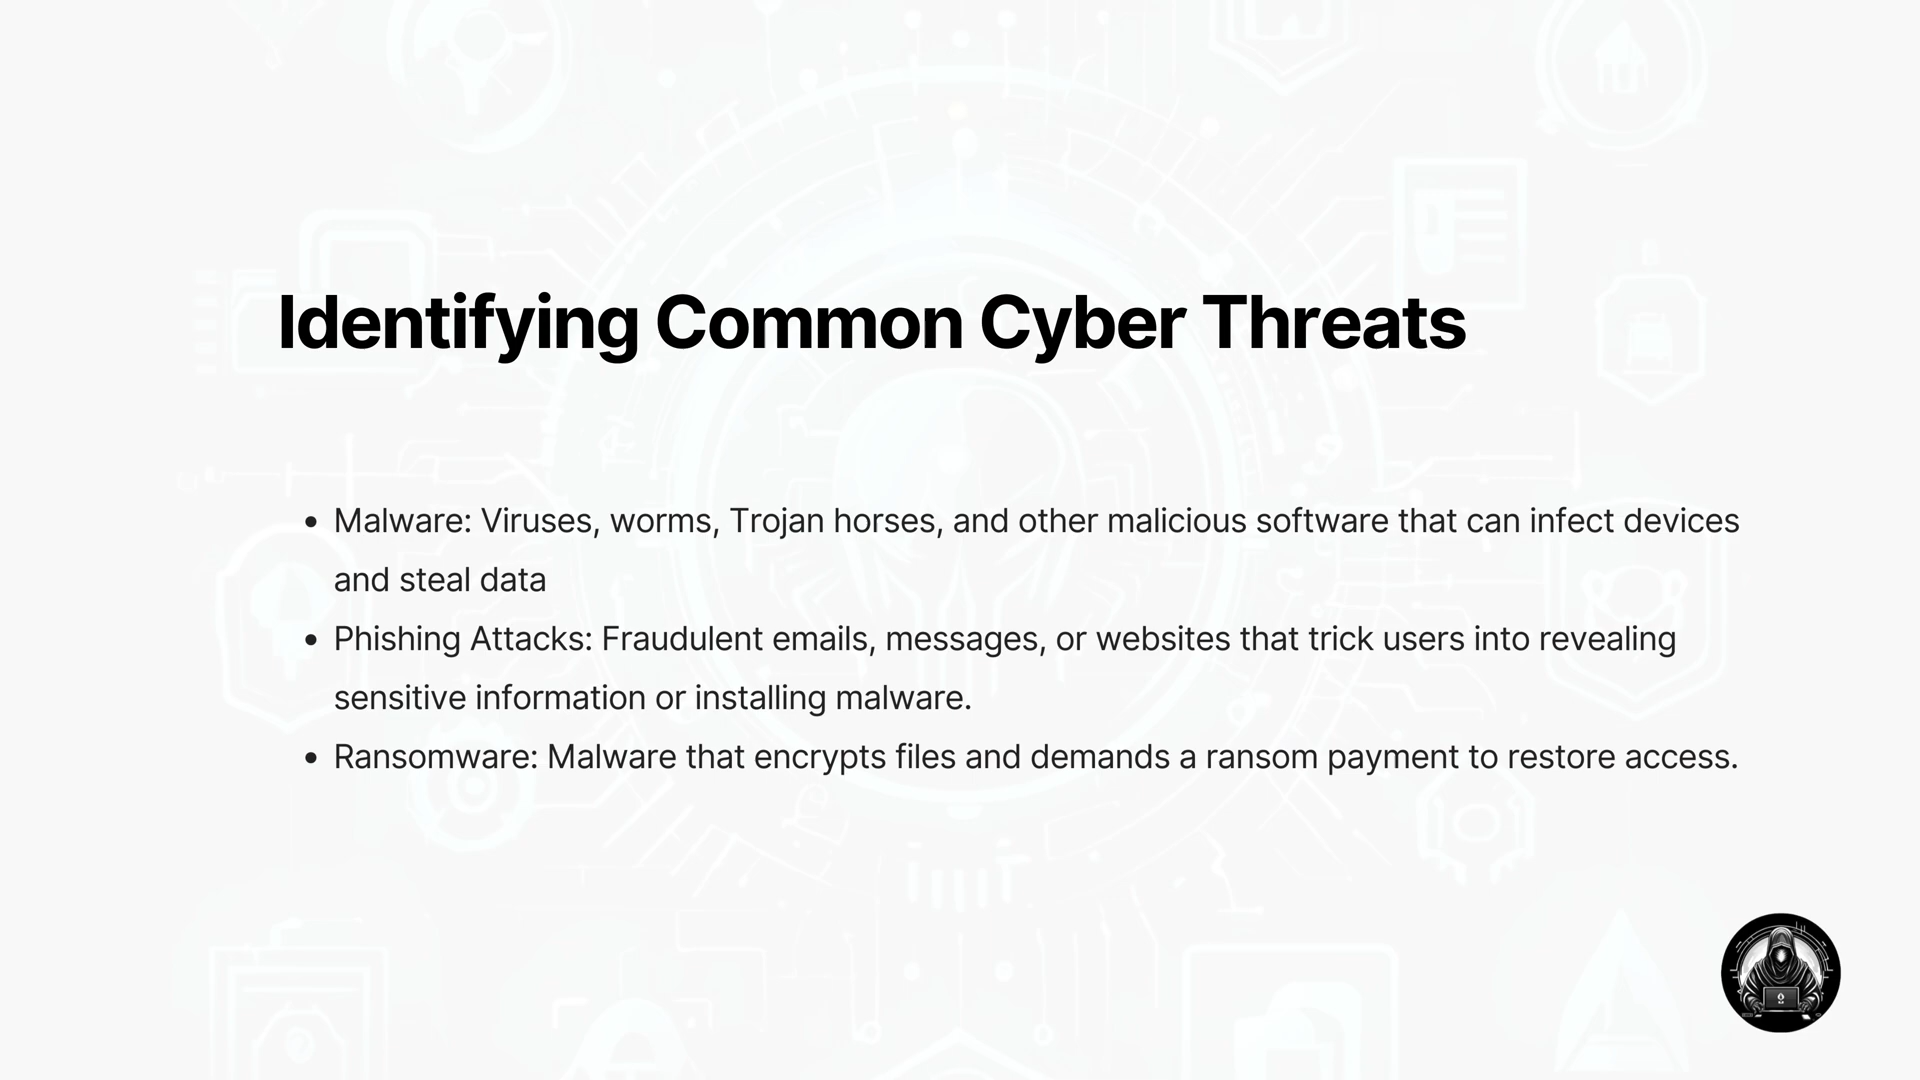 Identifying Common Cyber Threats
• Malware: Viruses, worms, Trojan horses, and other malicious software that can infect devices
and steal data
• Phishing Attacks: Fraudulent emails, messages, or websites that trick users into revealing
sensitive information or installing malware.
• Ransomware: Malware that encrypts files and demands a ransom payment to restore access.